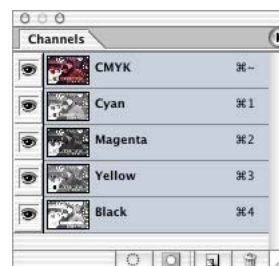 Channels
CMYK ⌘~
Cyan ⌘1
Magenta ⌘2
Yellow ⌘3
Black ⌘4